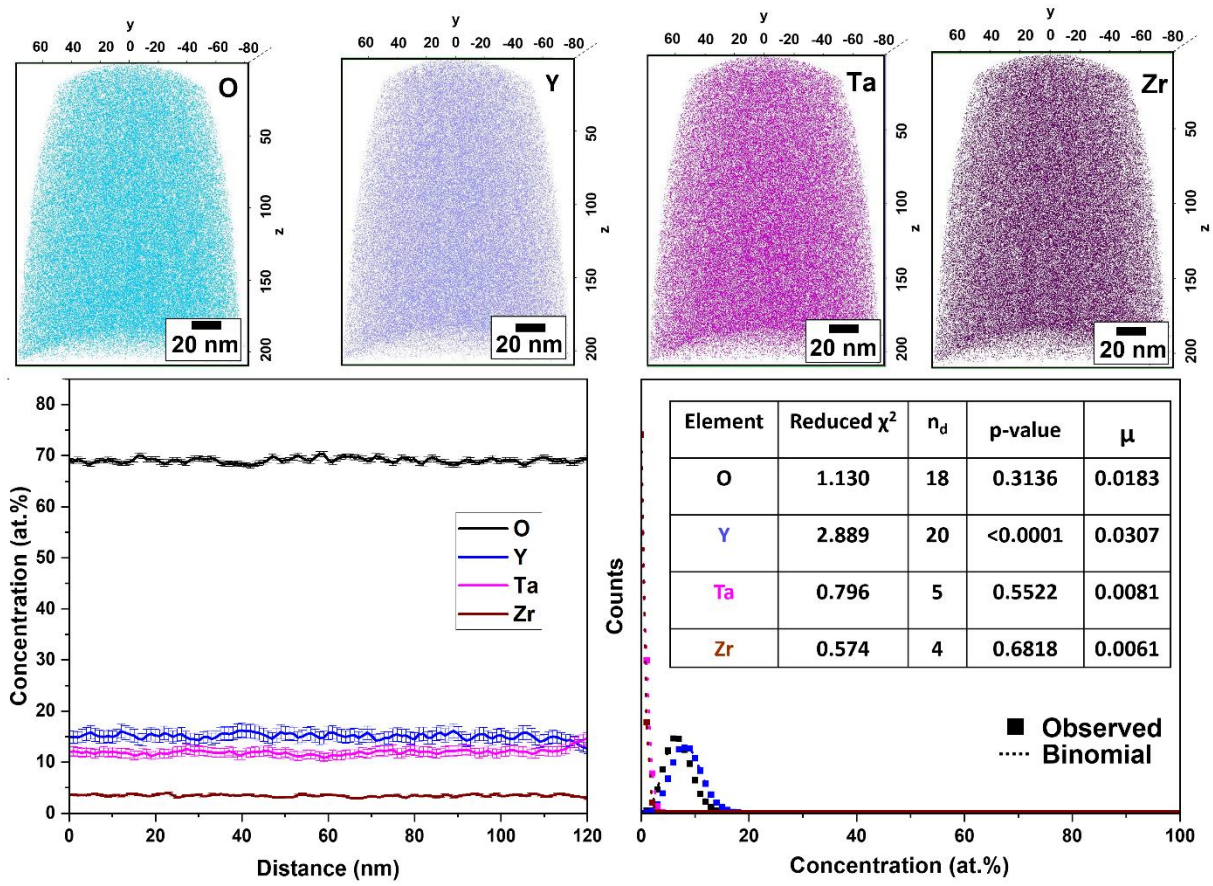 y
60 40 20 0 -20 -40 -60 -80
O
50
100
z
150
200
20 nm
y
60 40 20 0 -20 -40 -60 -80
Y
50
100
z
150
200
20 nm
y
60 40 20 0 -20 -40 -60 -80
Ta
50
100
z
150
200
20 nm
y
60 40 20 0 -20 -40 -60 -80
Zr
50
100
z
150
200
20 nm
Concentration (at.%)
80
70
60
50
40
30
20
10
0
O
Y
Ta
Zr
0 20 40 60 80 100 120
Distance (nm)
Counts
Element Reduced χ² n_d p-value μ
O 1.130 18 0.3136 0.0183
Y 2.889 20 <0.0001 0.0307
Ta 0.796 5 0.5522 0.0081
Zr 0.574 4 0.6818 0.0061
Observed
Binomial
0 20 40 60 80 100
Concentration (at.%)